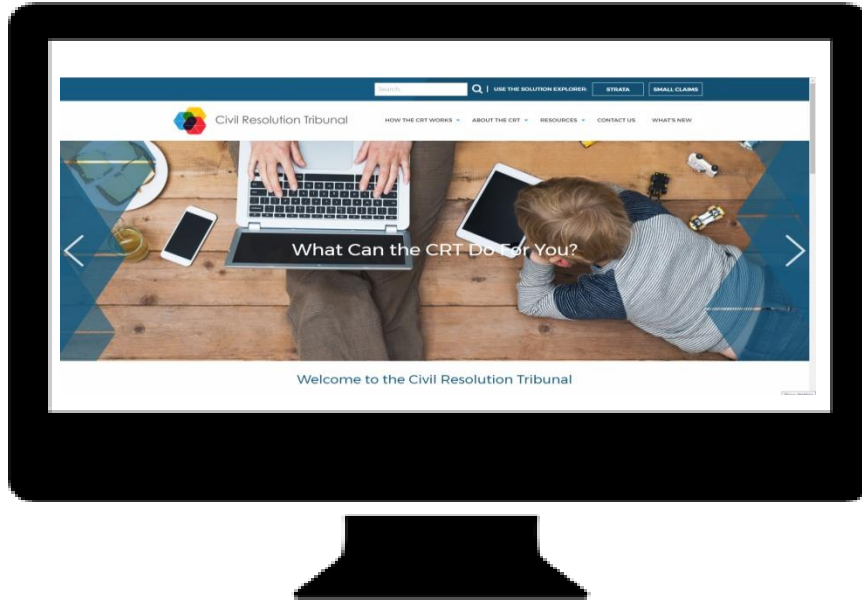 Search. | USE THE SOLUTION EXPLORER: STRATA SMALL CLAIMS
Civil Resolution Tribunal HOW THE CRT WORKS ABOUT THE CRT RESOURCES CONTACT US WHAT'S NEW
What Can the CRT Do For You?
Welcome to the Civil Resolution Tribunal